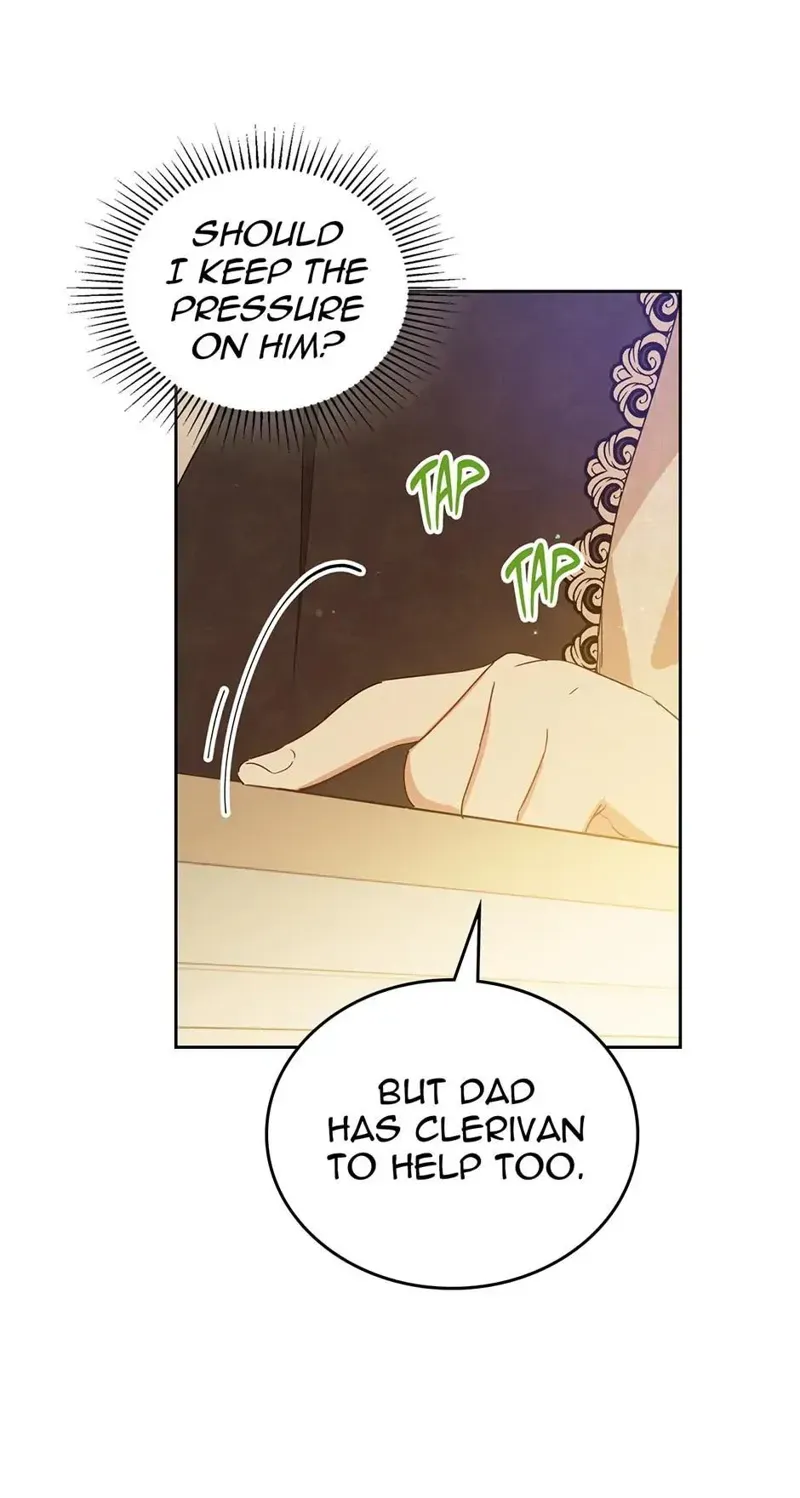 SHOULD
I KEEP THE
PRESSURE
ON HIM?
TAP
TAP
BUT DAD
HAS CLERIVAN
TO HELP TOO.